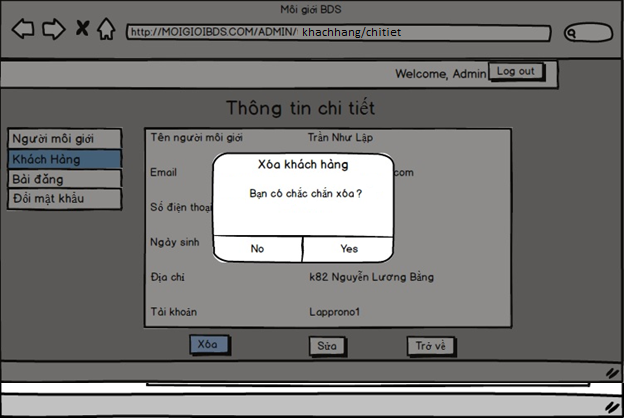 Môi giới BDS
http://MOIGIOIBDS.COM/ADMIN/ khachhang/chitiet
Welcome, Admin Log out
Thông tin chi tiết
Người môi giới
Khách Hàng
Bài đăng
Đổi mật khẩu
Tên người môi giới Trần Như Lập
Email .com
Số điện thoại
Ngày sinh
Địa chỉ k82 Nguyễn Lương Bằng
Tài khoản Lapprono1
Xóa khách hàng
Bạn có chắc chắn xóa ?
No Yes
Xóa Sửa Trở về